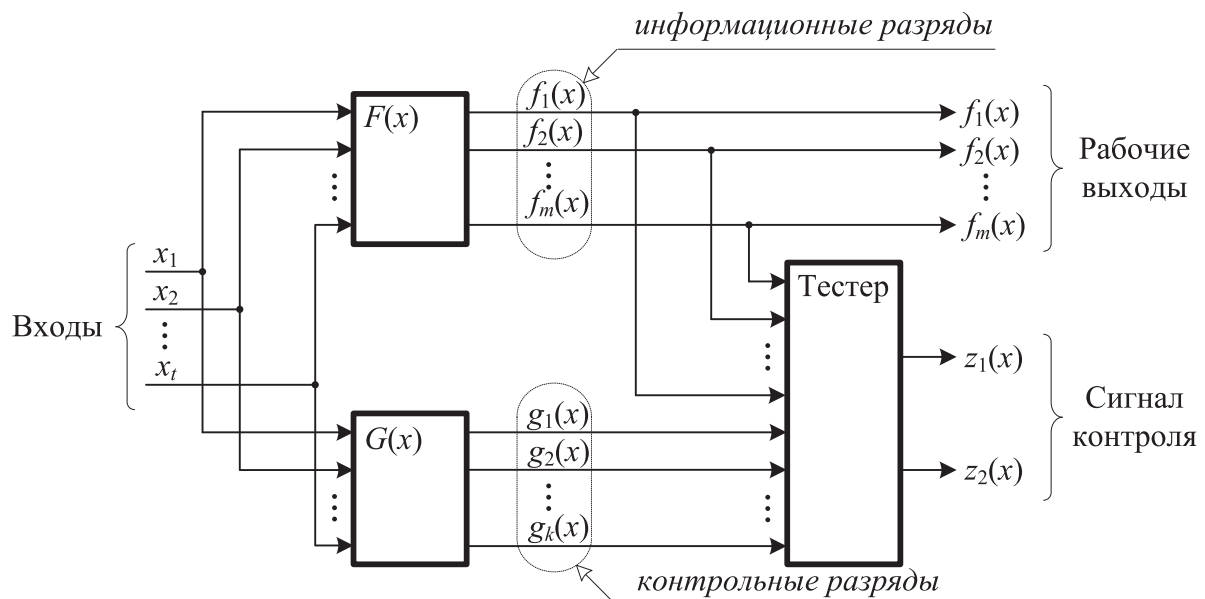 информационные разряды
F(x)
f₁(x)
f₂(x)
⋮
fₘ(x)
f₁(x)
f₂(x)
⋮
fₘ(x)
Рабочие
выходы
Входы
x₁
x₂
⋮
xₜ
Тестер
z₁(x)
z₂(x)
Сигнал
контроля
G(x)
g₁(x)
g₂(x)
⋮
gₖ(x)
контрольные разряды